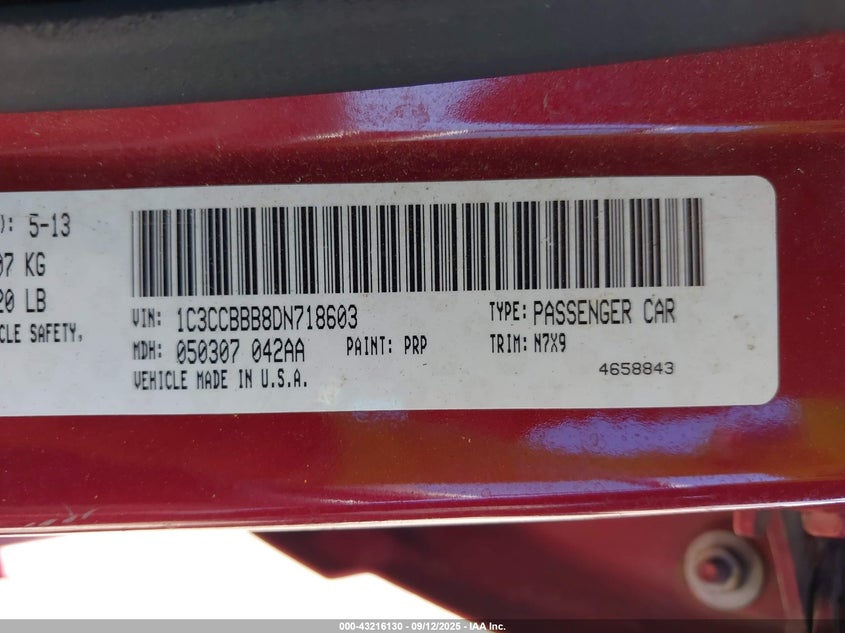 ): 5-13
07 KG
20 LB
CLE SAFETY,
VIN: 1C3CCBBB8DN718603
TYPE: PASSENGER CAR
MDH: 050307 042AA
PAINT: PRP
TRIM: N7X9
VEHICLE MADE IN U.S.A.
4658843
000-43216130 - 09/12/2025 - IAA Inc.